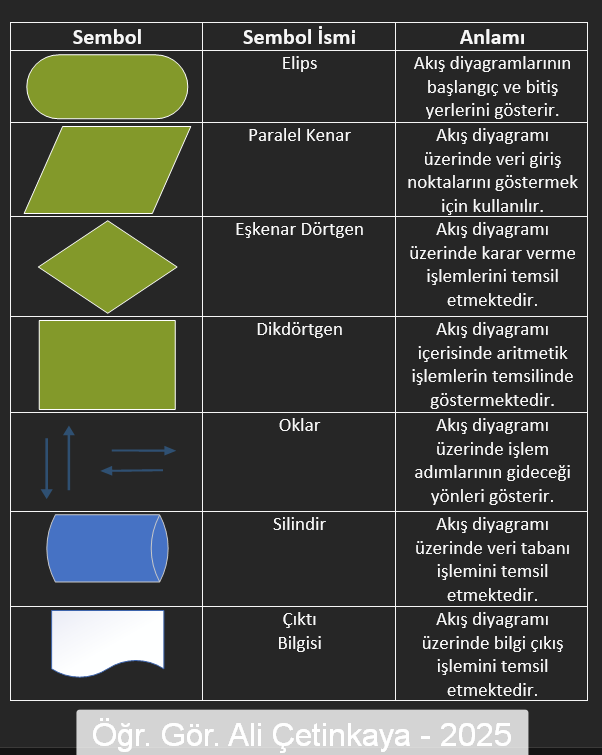 Sembol
Sembol İsmi
Anlamı
Elips
Akış diyagramlarının
başlangıç ve bitiş
yerlerini gösterir.
Paralel Kenar
Akış diyagramı
üzerinde veri giriş
noktalarını göstermek
için kullanılır.
Eşkenar Dörtgen
Akış diyagramı
üzerinde karar verme
işlemlerini temsil
etmektedir.
Dikdörtgen
Akış diyagramı
içerisinde aritmetik
işlemlerin temsilinde
göstermektedir.
Oklar
Akış diyagramı
üzerinde işlem
adımlarının gideceği
yönleri gösterir.
Silindir
Akış diyagramı
üzerinde veri tabanı
işlemini temsil
etmektedir.
Çıktı
Bilgisi
Akış diyagramı
üzerinde bilgi çıkış
işlemini temsil
etmektedir.
Öğr. Gör. Ali Çetinkaya - 2025